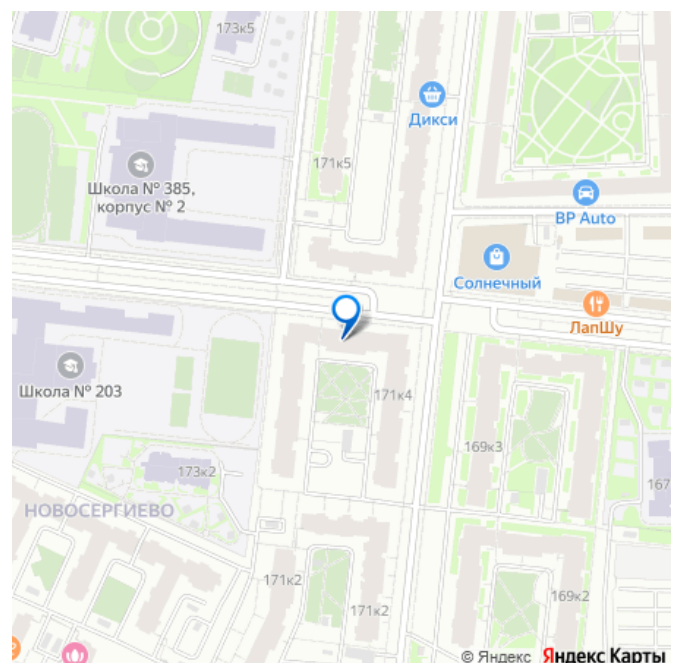 173к5
Дикси
171к5
Школа № 385,
корпус № 2
BP Auto
Солнечный
ЛапШу
Школа № 203
171к4
169к3
173к2
167
НОВОСЕРГИЕВО
171к2
171к2
169к2
© Яндекс Яндекс Карты